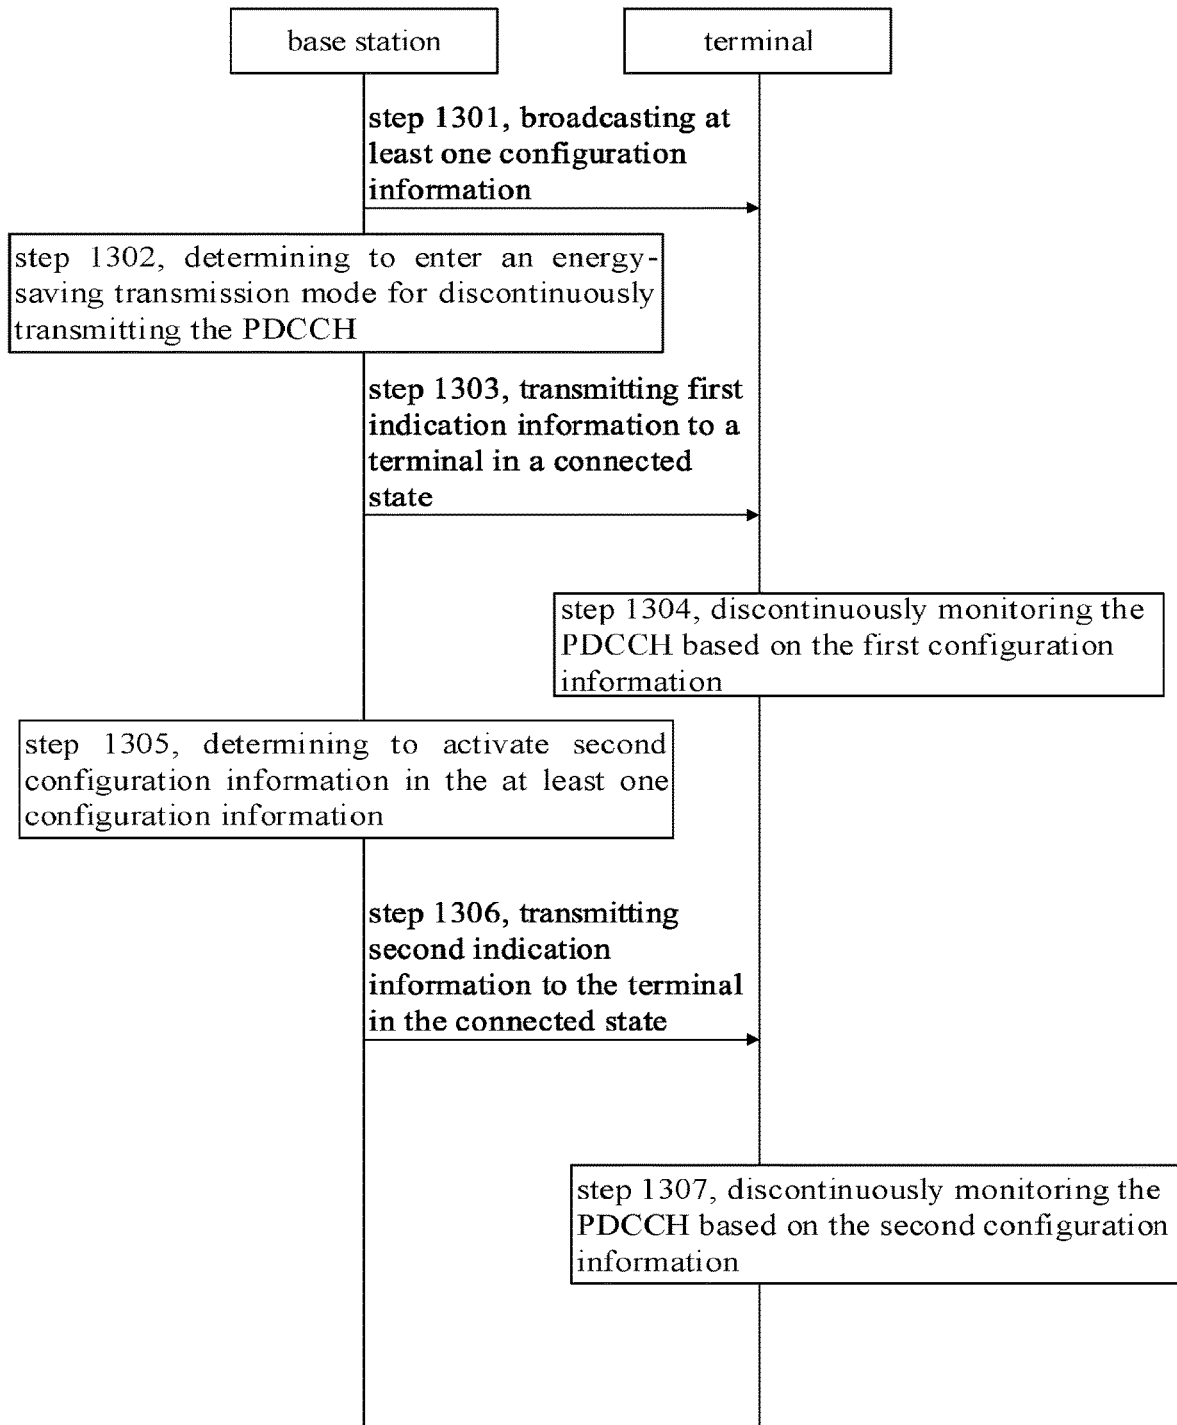 base station
terminal
step 1301, broadcasting at
least one configuration
information
step 1302, determining to enter an energy-
saving transmission mode for discontinuously
transmitting the PDCCH
step 1303, transmitting first
indication information to a
terminal in a connected
state
step 1304, discontinuously monitoring the
PDCCH based on the first configuration
information
step 1305, determining to activate second
configuration information in the at least one
configuration information
step 1306, transmitting
second indication
information to the terminal
in the connected state
step 1307, discontinuously monitoring the
PDCCH based on the second configuration
information